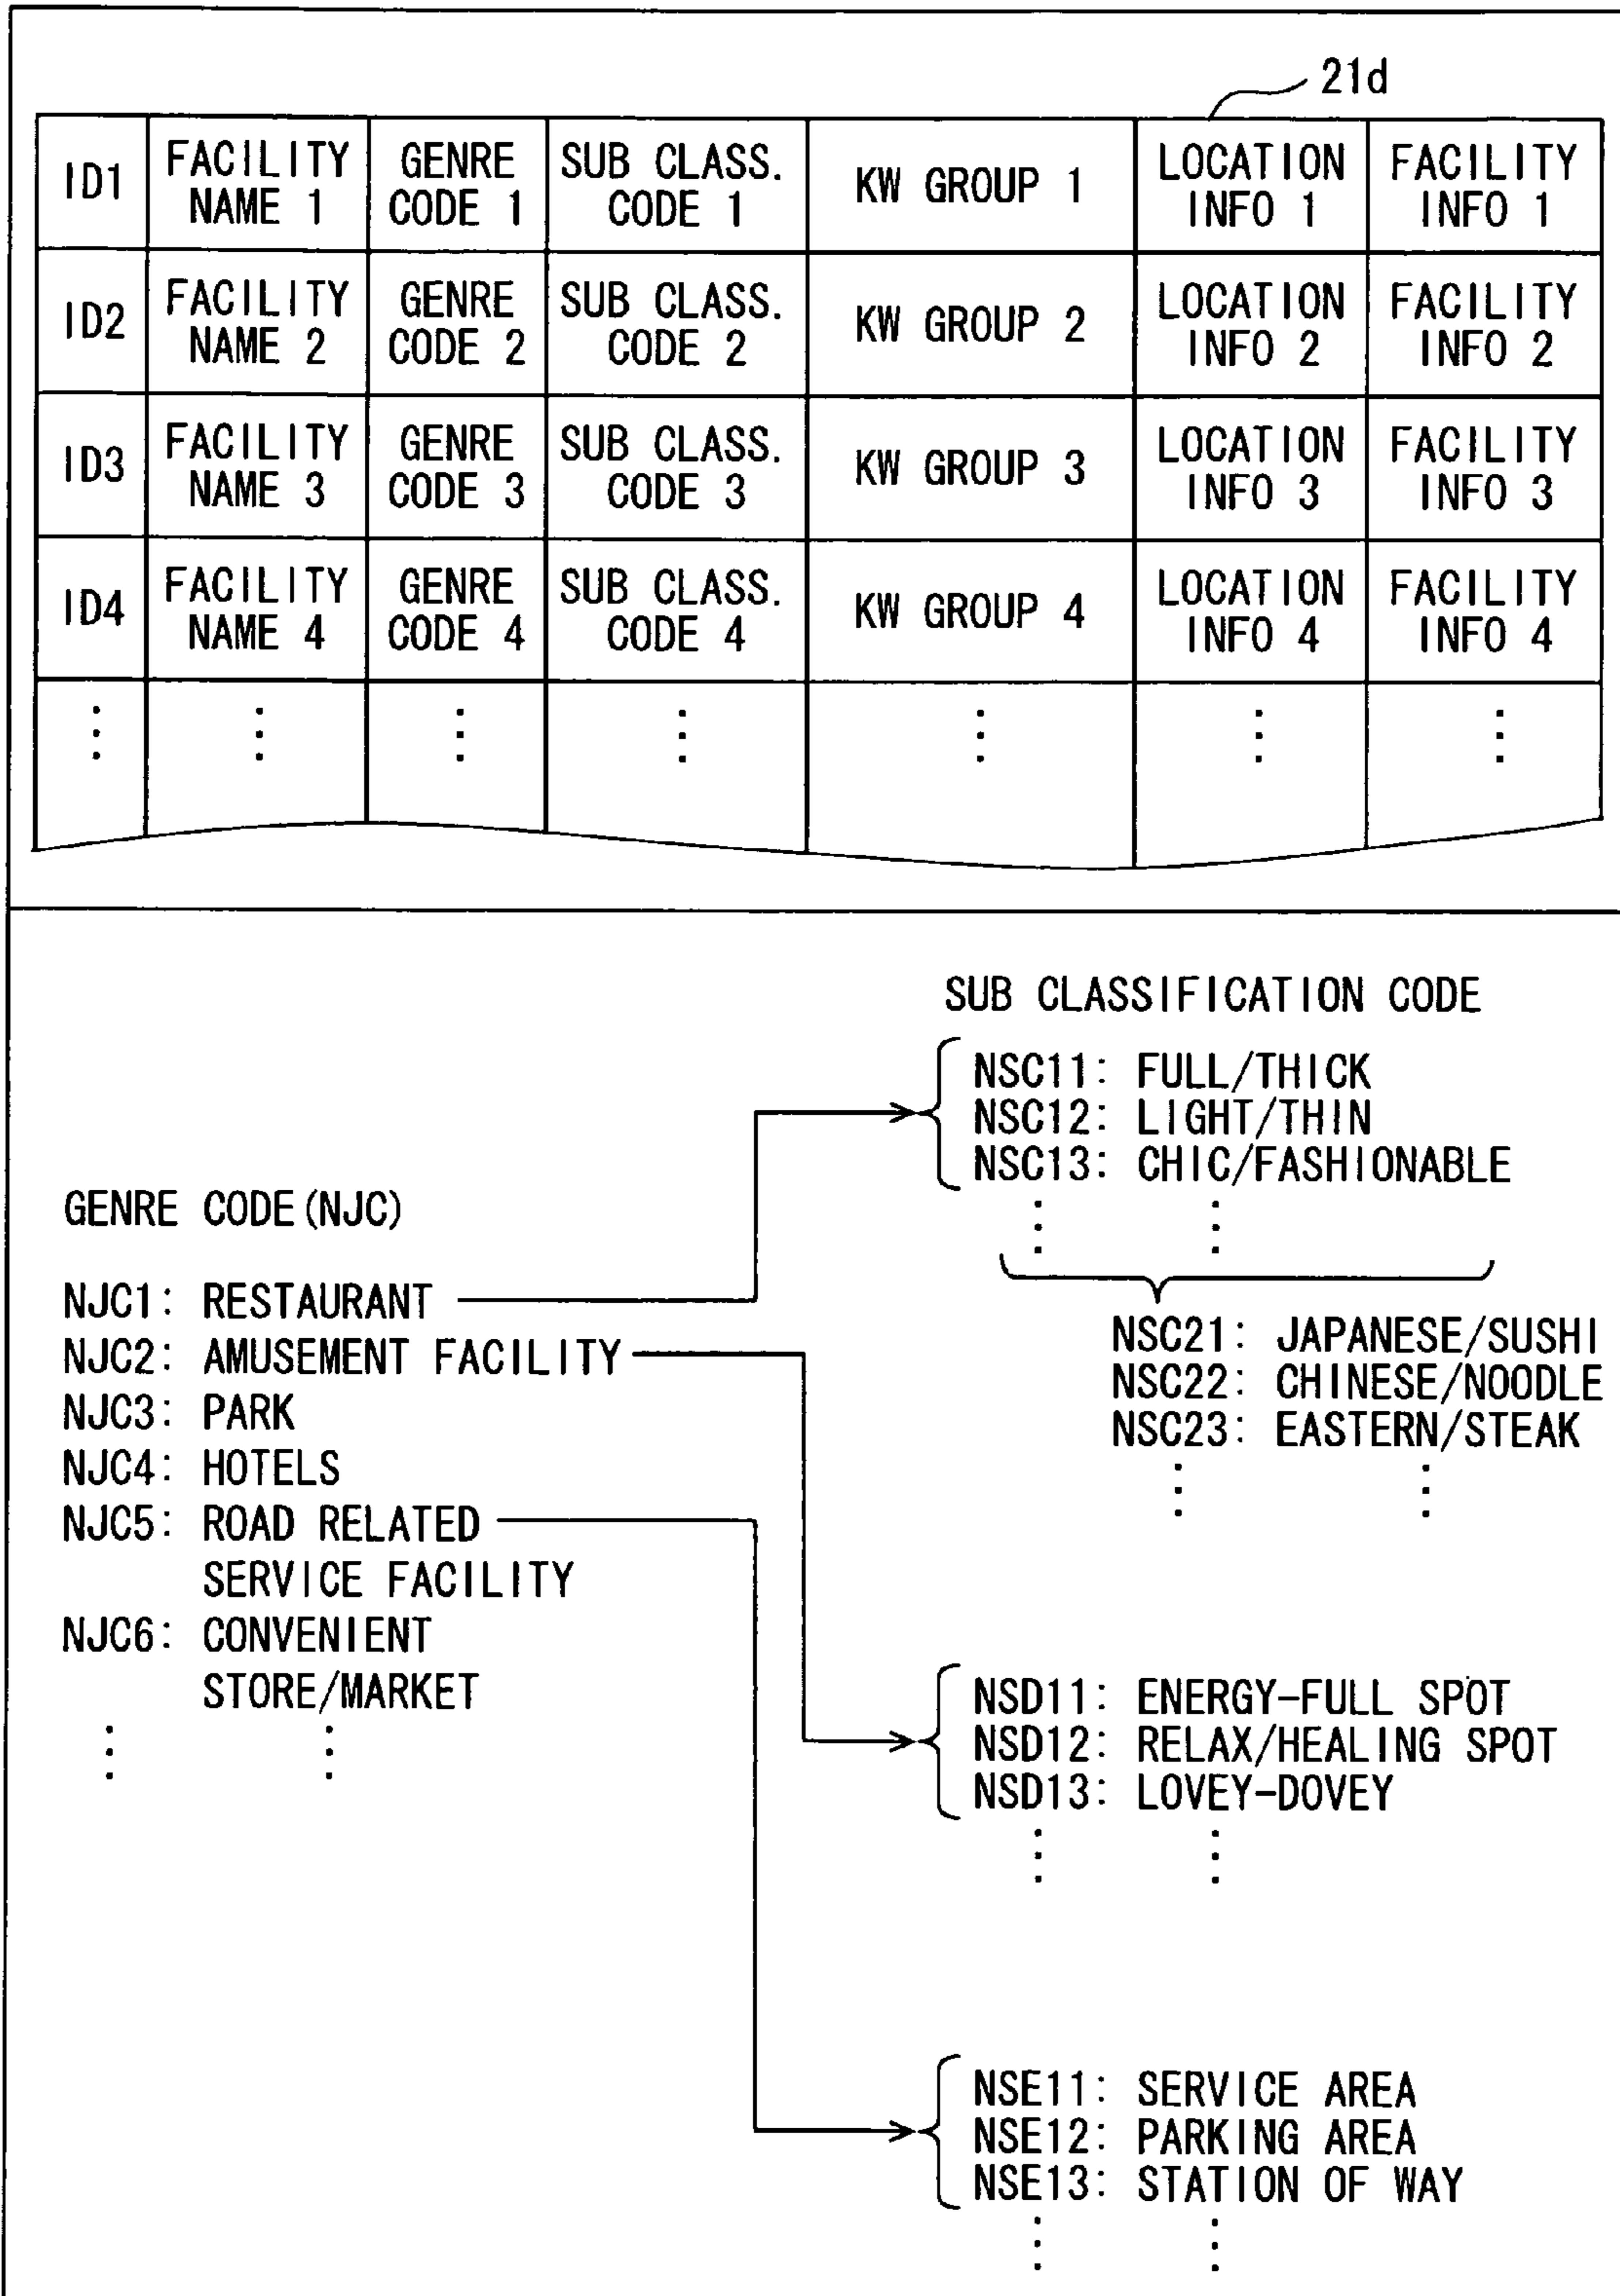 21d
ID1 FACILITY NAME 1 GENRE CODE 1 SUB CLASS. CODE 1 KW GROUP 1 LOCATION INFO 1 FACILITY INFO 1
ID2 FACILITY NAME 2 GENRE CODE 2 SUB CLASS. CODE 2 KW GROUP 2 LOCATION INFO 2 FACILITY INFO 2
ID3 FACILITY NAME 3 GENRE CODE 3 SUB CLASS. CODE 3 KW GROUP 3 LOCATION INFO 3 FACILITY INFO 3
ID4 FACILITY NAME 4 GENRE CODE 4 SUB CLASS. CODE 4 KW GROUP 4 LOCATION INFO 4 FACILITY INFO 4
GENRE CODE(NJC)
NJC1: RESTAURANT
NJC2: AMUSEMENT FACILITY
NJC3: PARK
NJC4: HOTELS
NJC5: ROAD RELATED
SERVICE FACILITY
NJC6: CONVENIENT
STORE/MARKET
SUB CLASSIFICATION CODE
NSC11: FULL/THICK
NSC12: LIGHT/THIN
NSC13: CHIC/FASHIONABLE
NSC21: JAPANESE/SUSHI
NSC22: CHINESE/NOODLE
NSC23: EASTERN/STEAK
NSD11: ENERGY-FULL SPOT
NSD12: RELAX/HEALING SPOT
NSD13: LOVEY-DOVEY
NSE11: SERVICE AREA
NSE12: PARKING AREA
NSE13: STATION OF WAY